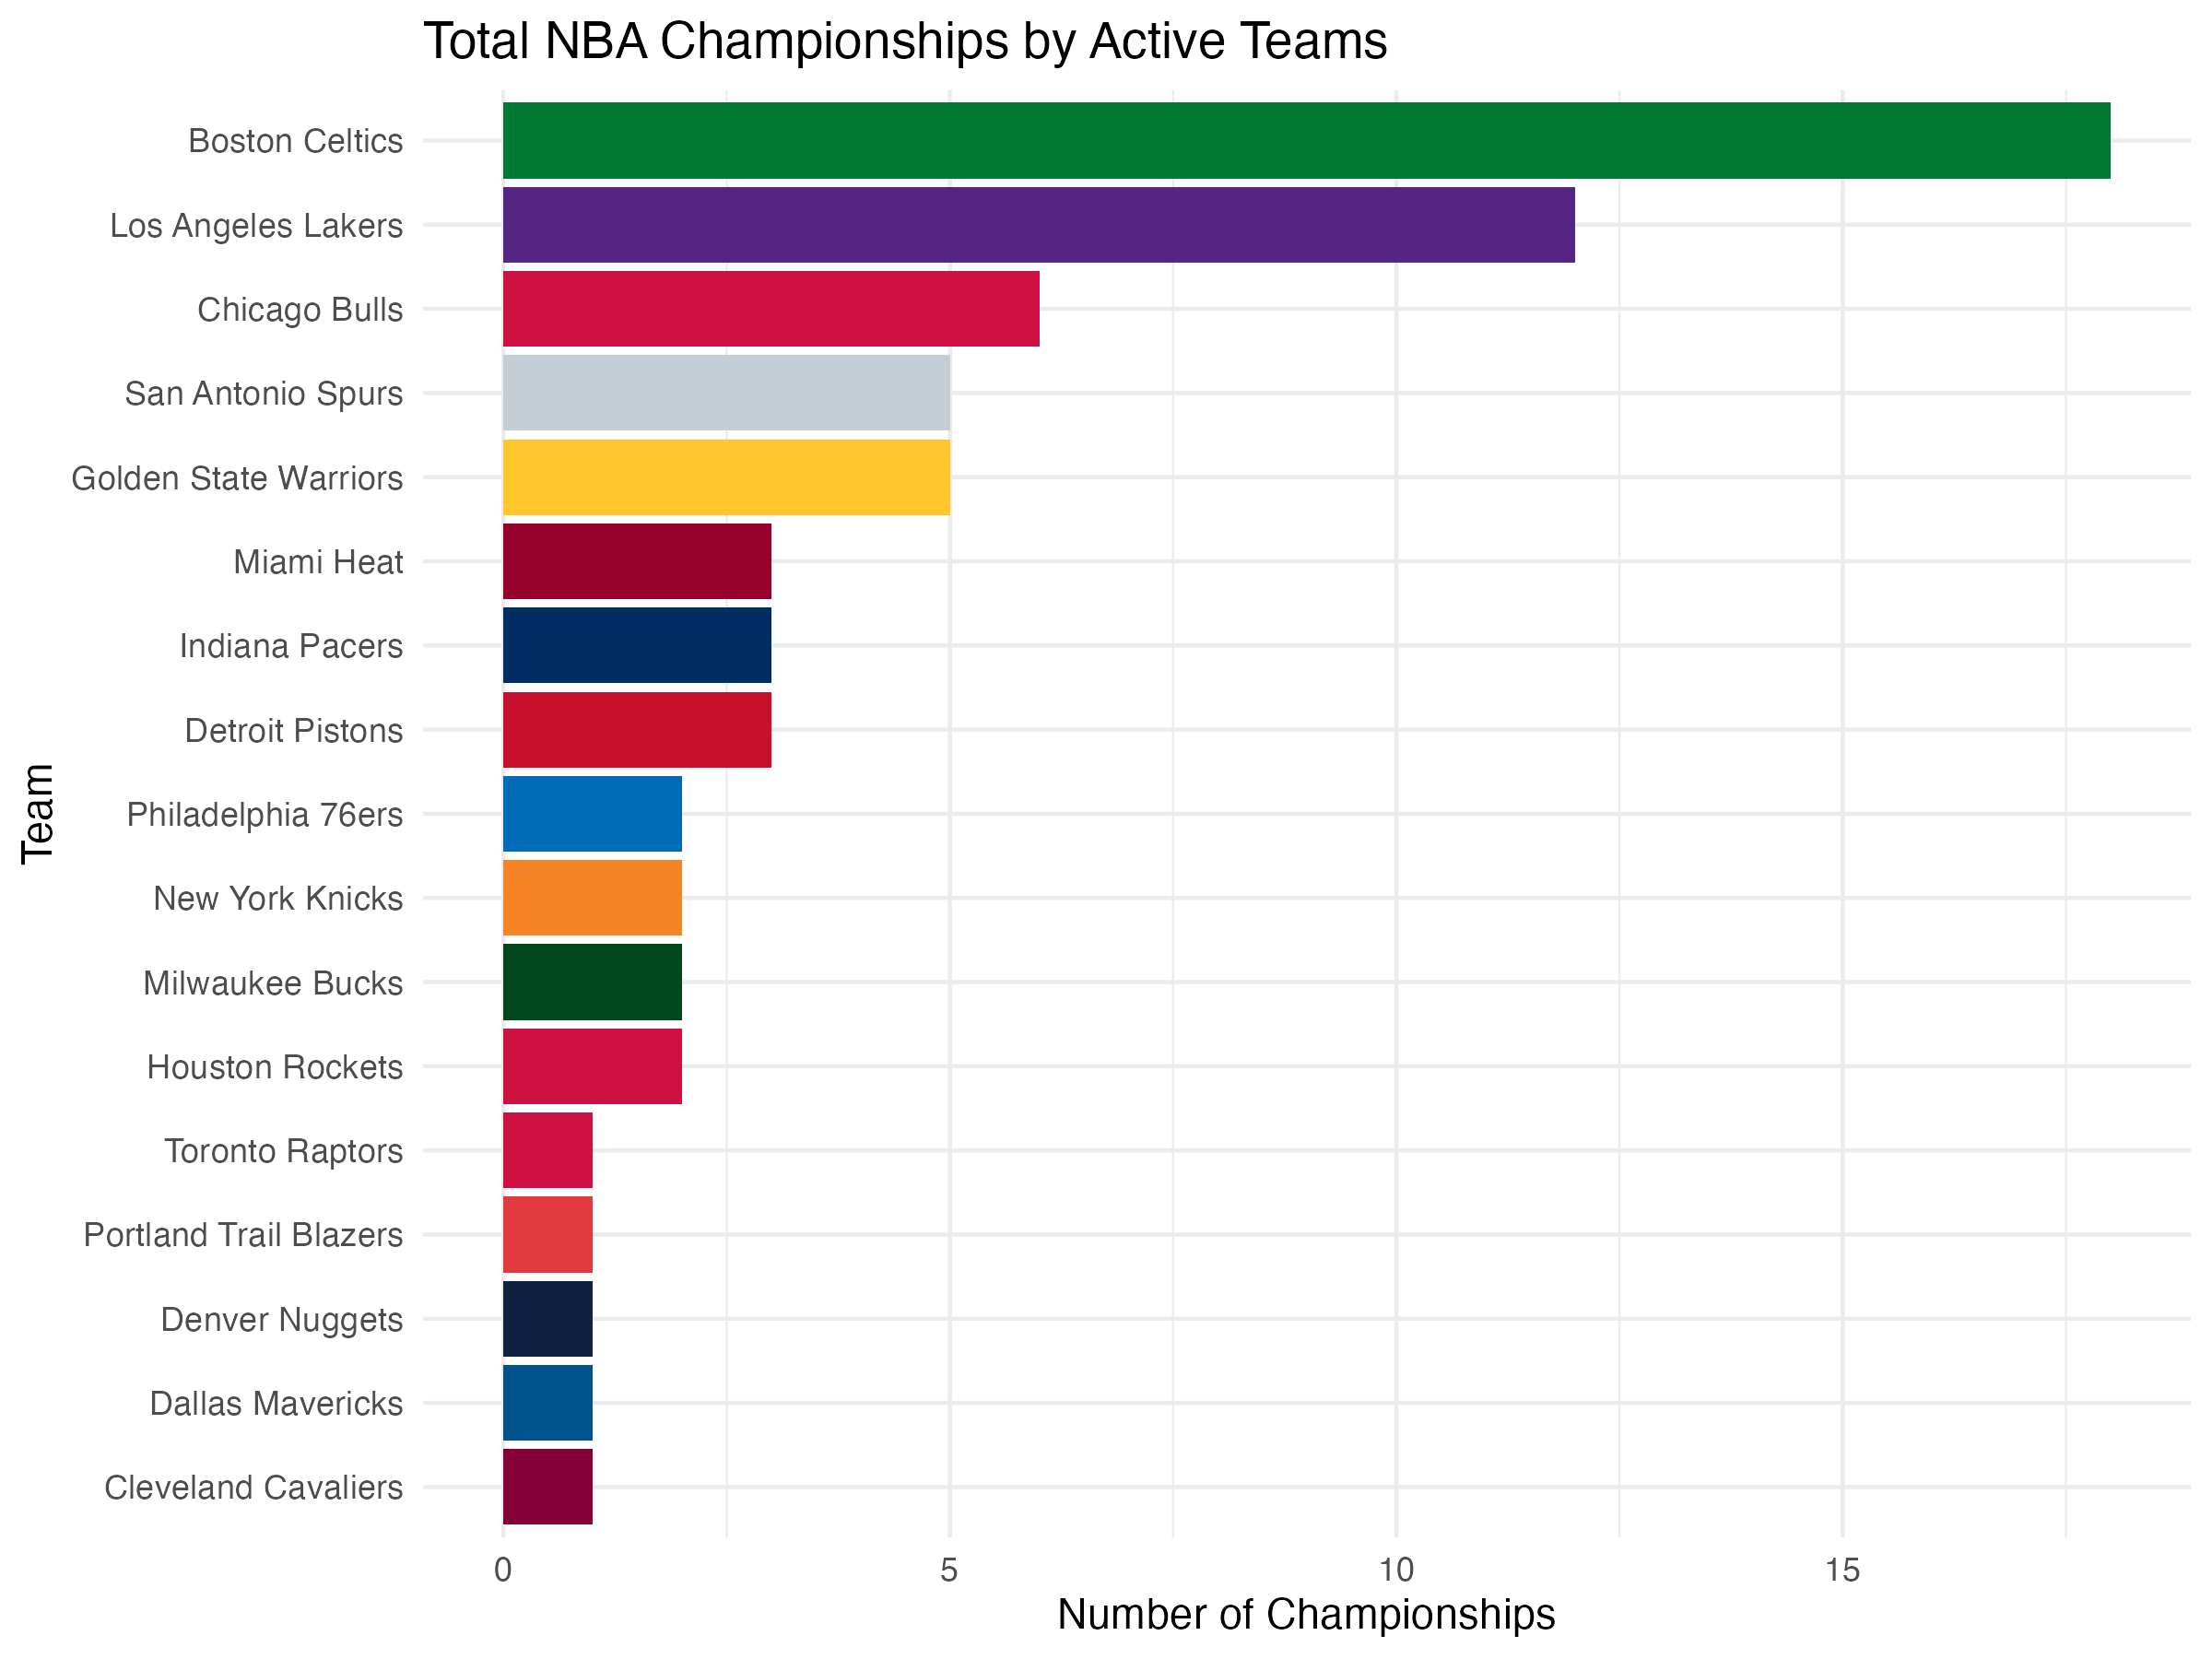 Total NBA Championships by Active Teams
Boston Celtics
Los Angeles Lakers
Chicago Bulls
San Antonio Spurs
Golden State Warriors
Miami Heat
Indiana Pacers
Detroit Pistons
Philadelphia 76ers
New York Knicks
Milwaukee Bucks
Houston Rockets
Toronto Raptors
Portland Trail Blazers
Denver Nuggets
Dallas Mavericks
Cleveland Cavaliers
Team
0 5 10 15
Number of Championships